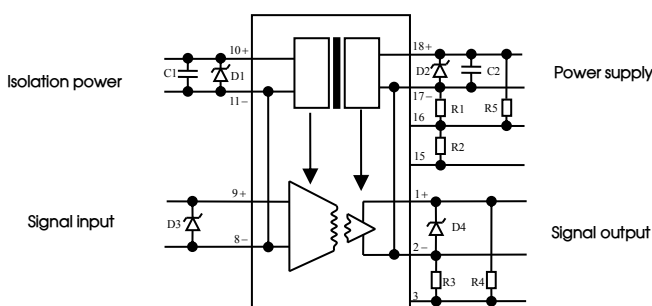 10+
18+
C1
D1
D2
C2
Isolation power
Power supply
11-
17-
R1
R5
16
R2
15
9+
1+
D3
D4
Signal input
Signal output
8-
2-
R3
R4
3